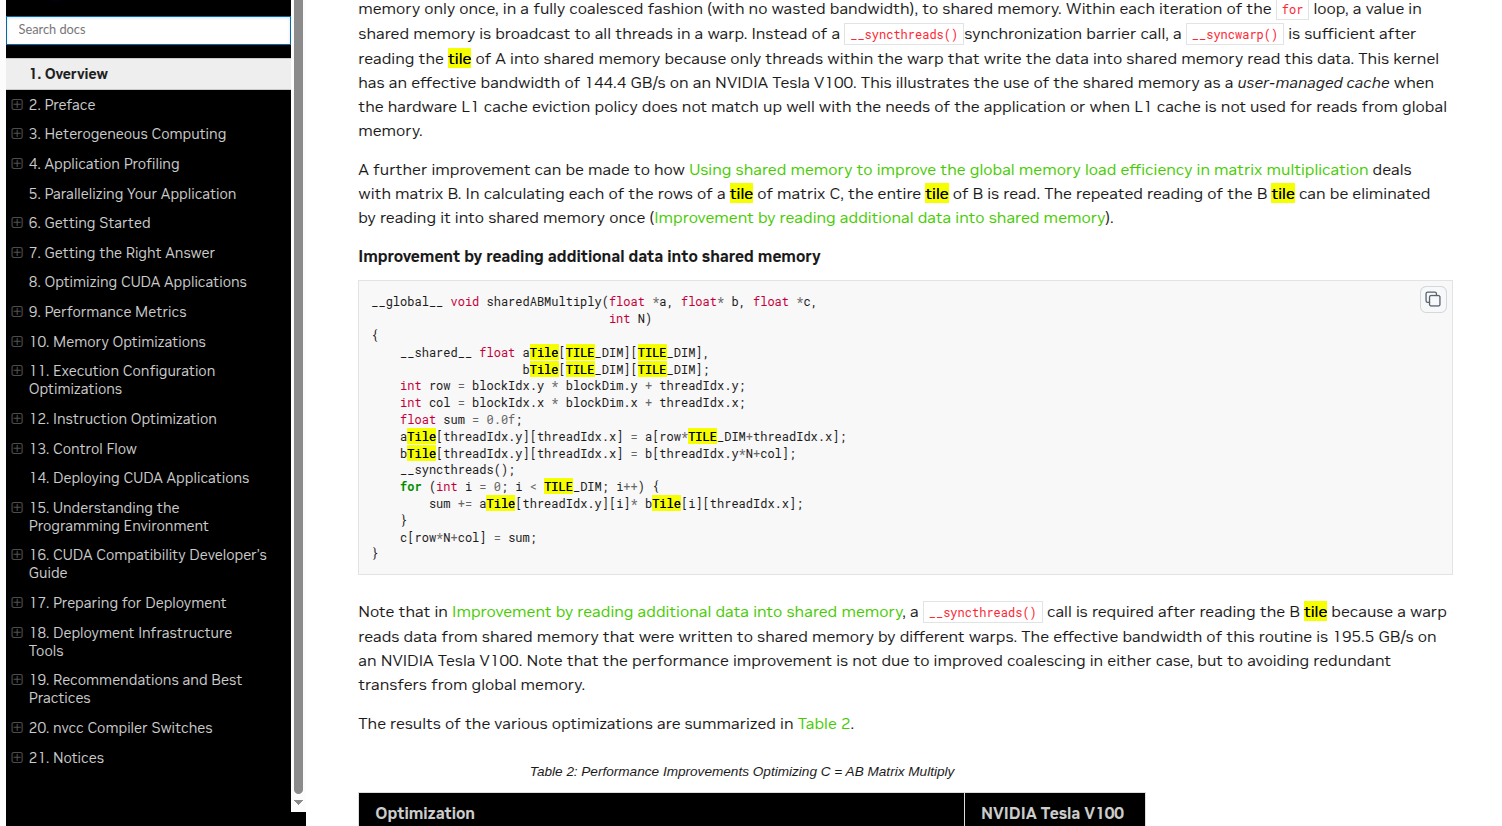 Search docs
1. Overview
2. Preface
3. Heterogeneous Computing
4. Application Profiling
5. Parallelizing Your Application
6. Getting Started
7. Getting the Right Answer
8. Optimizing CUDA Applications
9. Performance Metrics
10. Memory Optimizations
11. Execution Configuration
Optimizations
12. Instruction Optimization
13. Control Flow
14. Deploying CUDA Applications
15. Understanding the
Programming Environment
16. CUDA Compatibility Developer's
Guide
17. Preparing for Deployment
18. Deployment Infrastructure
Tools
19. Recommendations and Best
Practices
20. nvcc Compiler Switches
21. Notices
memory only once, in a fully coalesced fashion (with no wasted bandwidth), to shared memory. Within each iteration of the for loop, a value in
shared memory is broadcast to all threads in a warp. Instead of a __syncthreads() synchronization barrier call, a __syncwarp() is sufficient after
reading the tile of A into shared memory because only threads within the warp that write the data into shared memory read this data. This kernel
has an effective bandwidth of 144.4 GB/s on an NVIDIA Tesla V100. This illustrates the use of the shared memory as a user-managed cache when
the hardware L1 cache eviction policy does not match up well with the needs of the application or when L1 cache is not used for reads from global
memory.
A further improvement can be made to how Using shared memory to improve the global memory load efficiency in matrix multiplication deals
with matrix B. In calculating each of the rows of a tile of matrix C, the entire tile of B is read. The repeated reading of the B tile can be eliminated
by reading it into shared memory once (Improvement by reading additional data into shared memory).
Improvement by reading additional data into shared memory
__global__ void sharedABMultiply(float *a, float* b, float *c,
int N)
{
__shared__ float aTile[TILE_DIM][TILE_DIM],
bTile[TILE_DIM][TILE_DIM];
int row = blockIdx.y * blockDim.y + threadIdx.y;
int col = blockIdx.x * blockDim.x + threadIdx.x;
float sum = 0.0f;
aTile[threadIdx.y][threadIdx.x] = a[row*TILE_DIM+threadIdx.x];
bTile[threadIdx.y][threadIdx.x] = b[threadIdx.y*N+col];
__syncthreads();
for (int i = 0; i < TILE_DIM; i++) {
sum += aTile[threadIdx.y][i]* bTile[i][threadIdx.x];
}
c[row*N+col] = sum;
}
Note that in Improvement by reading additional data into shared memory, a __syncthreads() call is required after reading the B tile because a warp
reads data from shared memory that were written to shared memory by different warps. The effective bandwidth of this routine is 195.5 GB/s on
an NVIDIA Tesla V100. Note that the performance improvement is not due to improved coalescing in either case, but to avoiding redundant
transfers from global memory.
The results of the various optimizations are summarized in Table 2.
Table 2: Performance Improvements Optimizing C = AB Matrix Multiply
Optimization NVIDIA Tesla V100